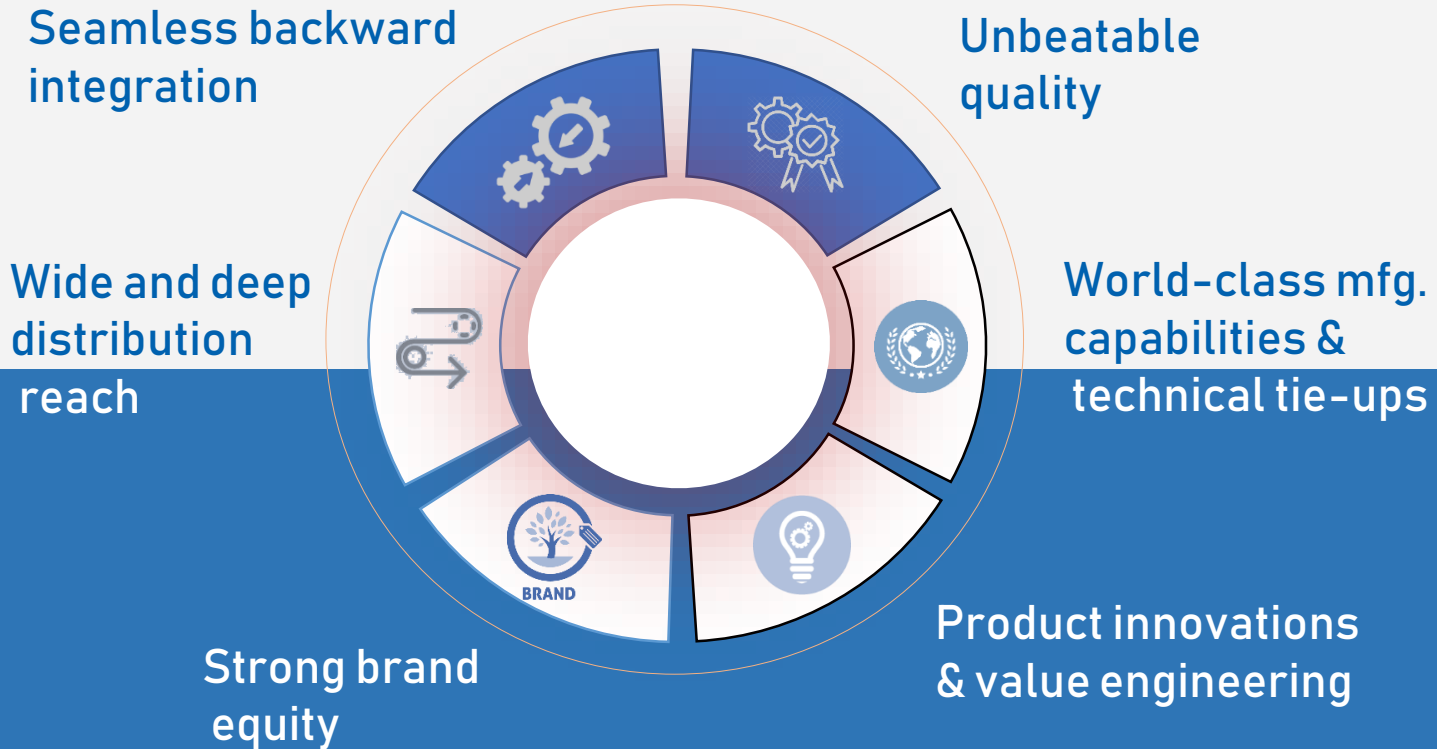 Seamless backward
integration
Unbeatable
quality
Wide and deep
distribution
reach
World-class mfg.
capabilities &
technical tie-ups
BRAND
Strong brand
equity
Product innovations
& value engineering